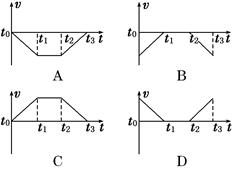 v
t₀ t₁ t₂ t₃ t
A
v
t₀ t₁ t₂ t₃ t
B
v
t₀ t₁ t₂ t₃ t
C
v
t₀ t₁ t₂ t₃ t
D